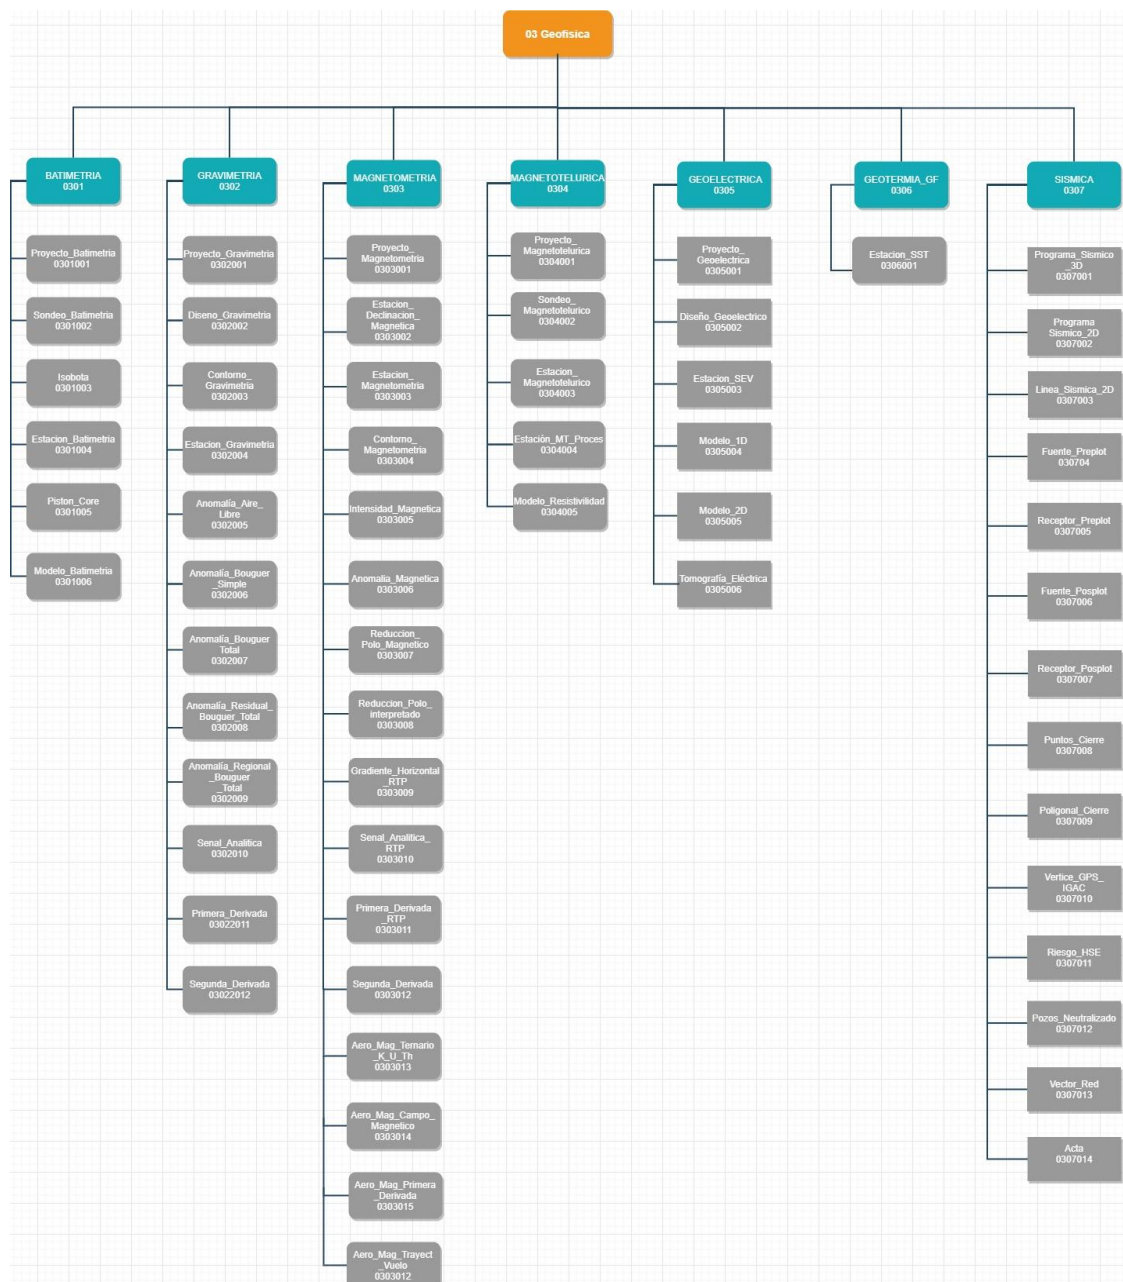 03 Geofisica
BATIMETRIA
0301
Proyecto_Batimetria
0301001
Sondeo_Batimetria
0301002
Isobota
0301003
Estacion_Batimetria
0301004
Piston_Core
0301005
Modelo_Batimetria
0301006
GRAVIMETRIA
0302
Proyecto_Gravimetria
0302001
Diseno_Gravimetria
0302002
Contorno_
Gravimetria
0302003
Estacion_Gravimetria
0302004
Anomalía_Aire_
Libre
0302005
Anomalía_Bouguer
_Simple
0302006
Anomalía_Bouguer
Total
0302007
Anomalía_Residual_
Bouguer_Total
0302008
Anomalía_Regional
_Bouguer
_Total
0302009
Senal_Analitica
0302010
Primera_Derivada
03022011
Segunda_Derivada
03022012
MAGNETOMETRIA
0303
Proyecto_
Magnetometria
0303001
Estacion_
Declinacion_
Magnetica
0303002
Estacion_
Magnetometria
0303003
Contorno_
Magnetometria
0303004
Intensidad_Magnetica
0303005
Anomalia_Magnetica
0303006
Reduccion_
Polo_Magnetico
0303007
Reduccion_Polo_
interpretado
0303008
Gradiente_Horizontal
_RTP
0303009
Senal_Analitica_
RTP
0303010
Primera_Derivada
_RTP
0303011
Segunda_Derivada
0303012
Aero_Mag_Ternario
_K_U_Th
0303013
Aero_Mag_Campo_
Magnetico
0303014
Aero_Mag_Primera
_Derivada
0303015
Aero_Mag_Trayect
_Vuelo
0303012
MAGNETOTELURICA
0304
Proyecto_
Magnetotelurica
0304001
Sondeo_
Magnetotelurico
0304002
Estacion_
Magnetotelurico
0304003
Estación_MT_Proces
0304004
Modelo_Resistivilidad
0304005
GEOELECTRICA
0305
Proyecto_
Geoelectrica
0305001
Diseño_Geoelectrico
0305002
Estacion_SEV
0305003
Modelo_1D
0305004
Modelo_2D
0305005
Tomografía_Eléctrica
0305006
GEOTERMIA_GF
0306
Estacion_SST
0306001
SISMICA
0307
Programa_Sismico
_3D
0307001
Programa
Sismico_2D
0307002
Linea_Sismica_2D
0307003
Fuente_Preplot
030704
Receptor_Preplot
0307005
Fuente_Posplot
0307006
Receptor_Posplot
0307007
Puntos_Cierre
0307008
Poligonal_Cierre
0307009
Vertice_GPS_
IGAC
0307010
Riesgo_HSE
0307011
Pozos_Neutralizado
0307012
Vector_Red
0307013
Acta
0307014